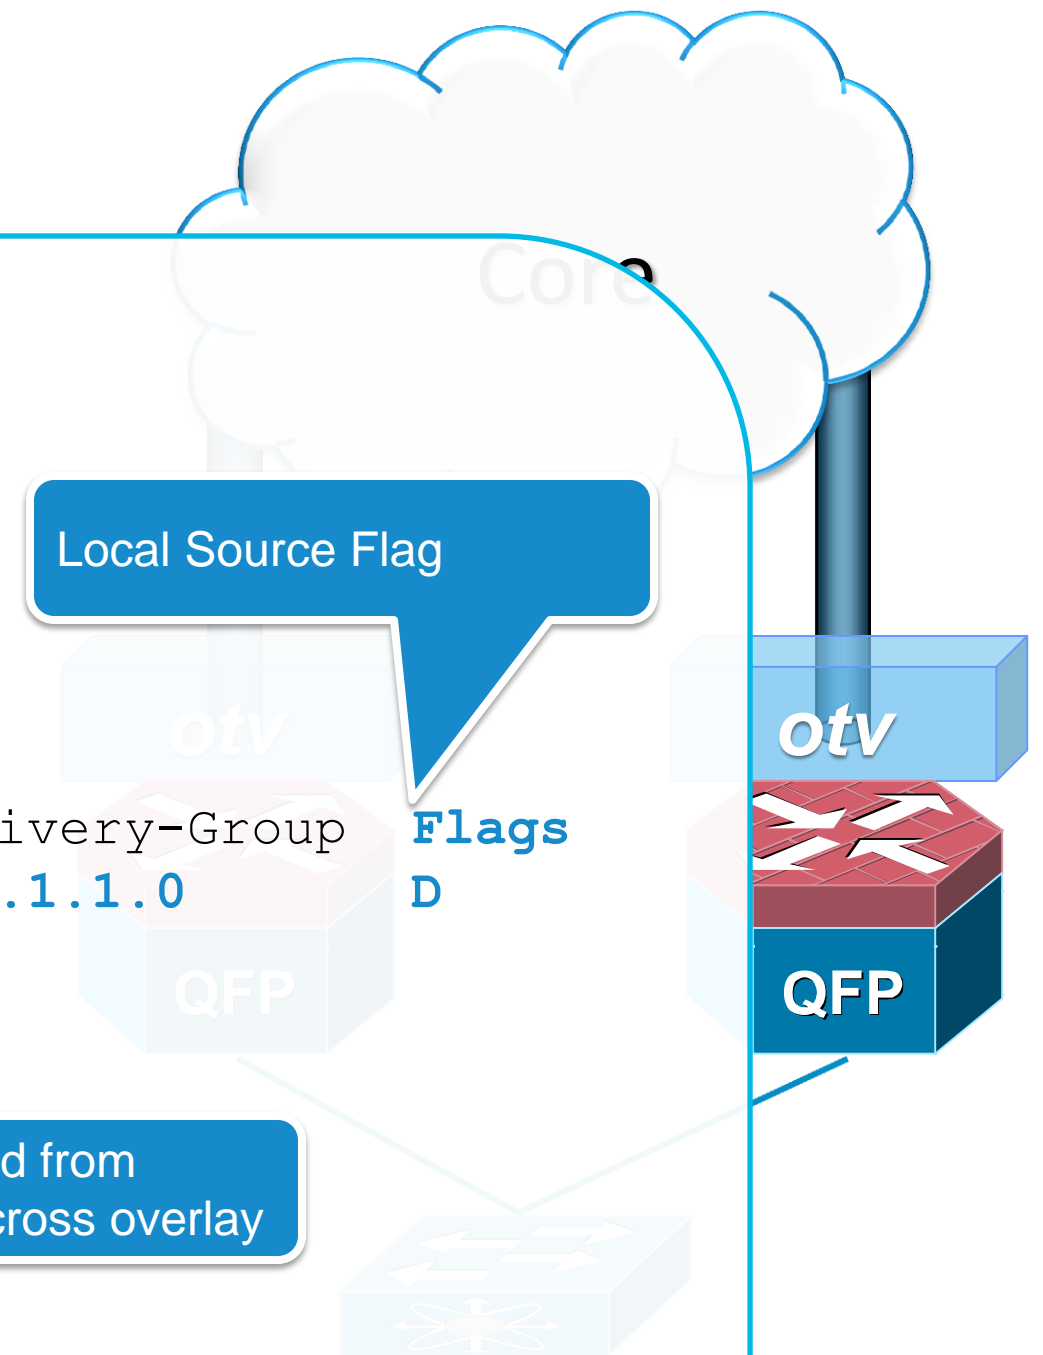 Core
Local Source Flag
otv otv
ivery-Group Flags
.1.1.0 D
QFP QFP
d from
cross overlay